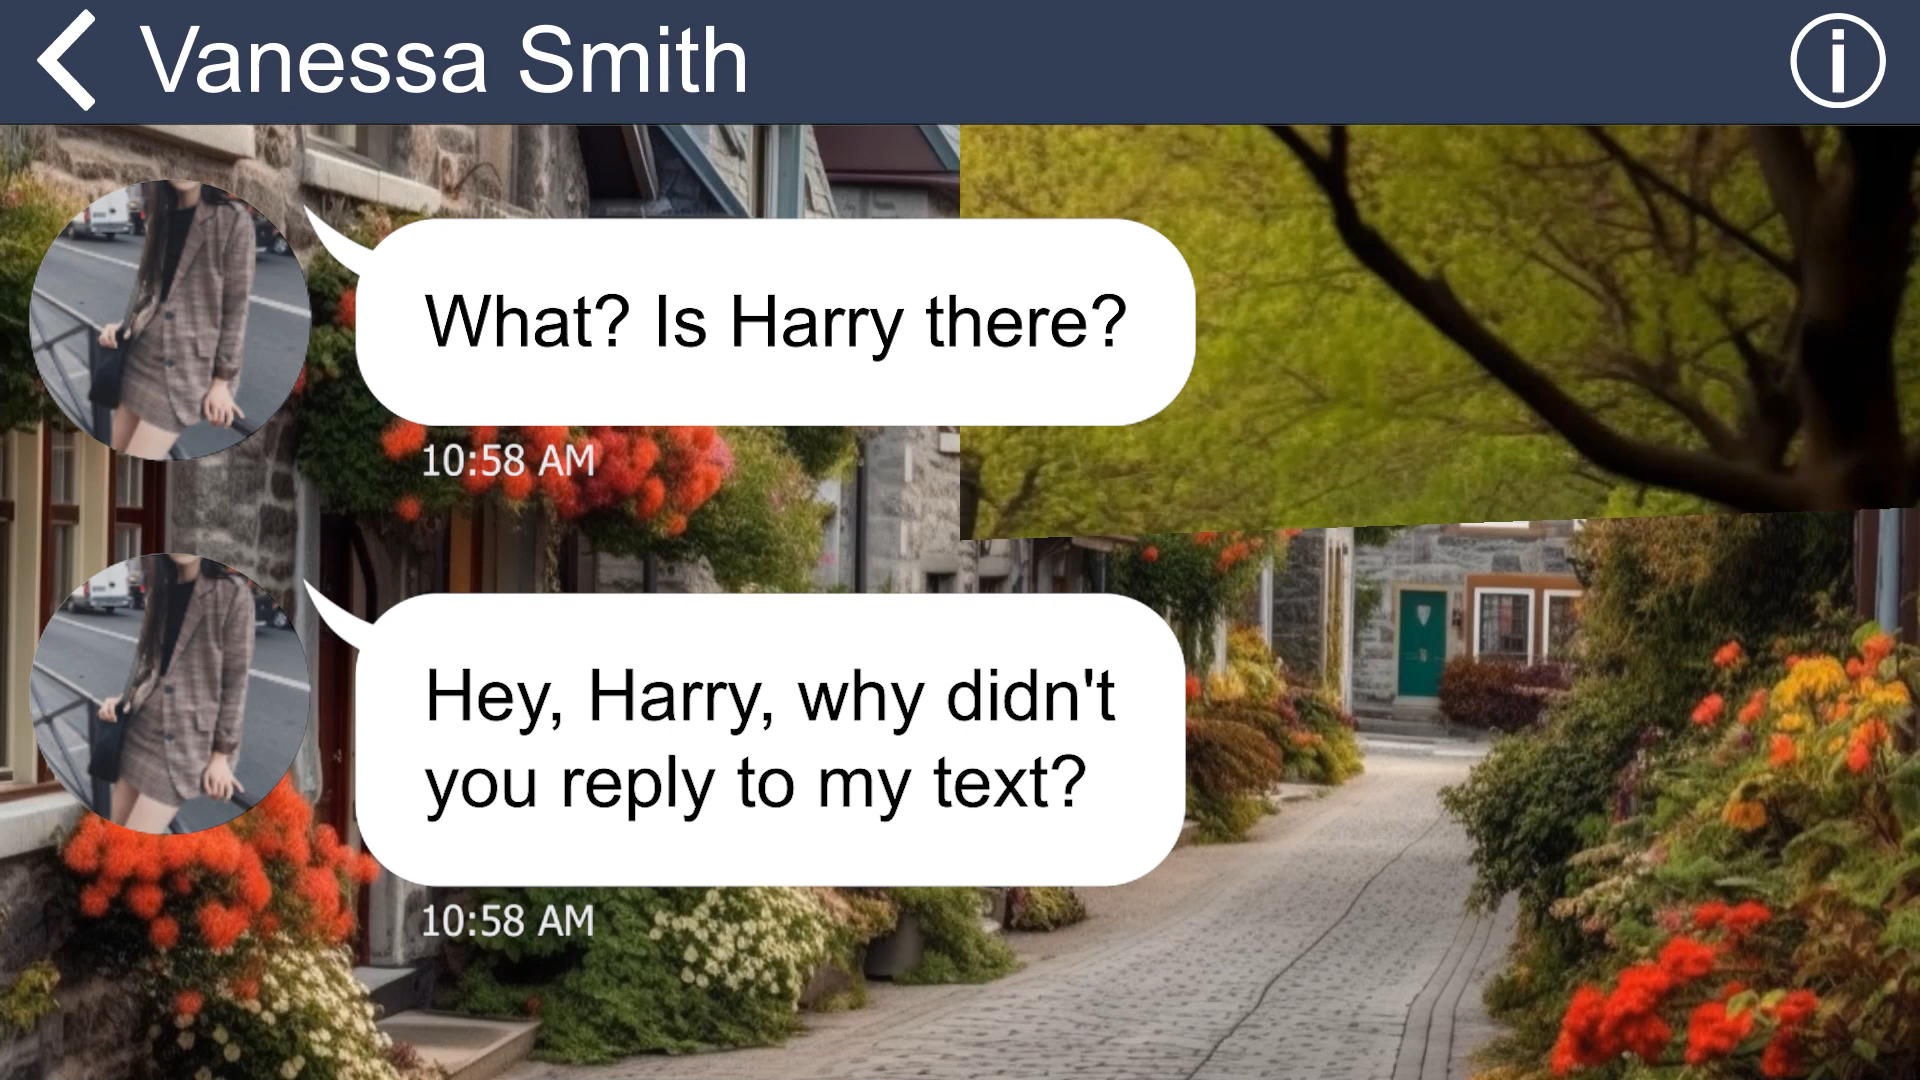 Vanessa Smith
What? Is Harry there?
10:58 AM
Hey, Harry, why didn't
you reply to my text?
10:58 AM